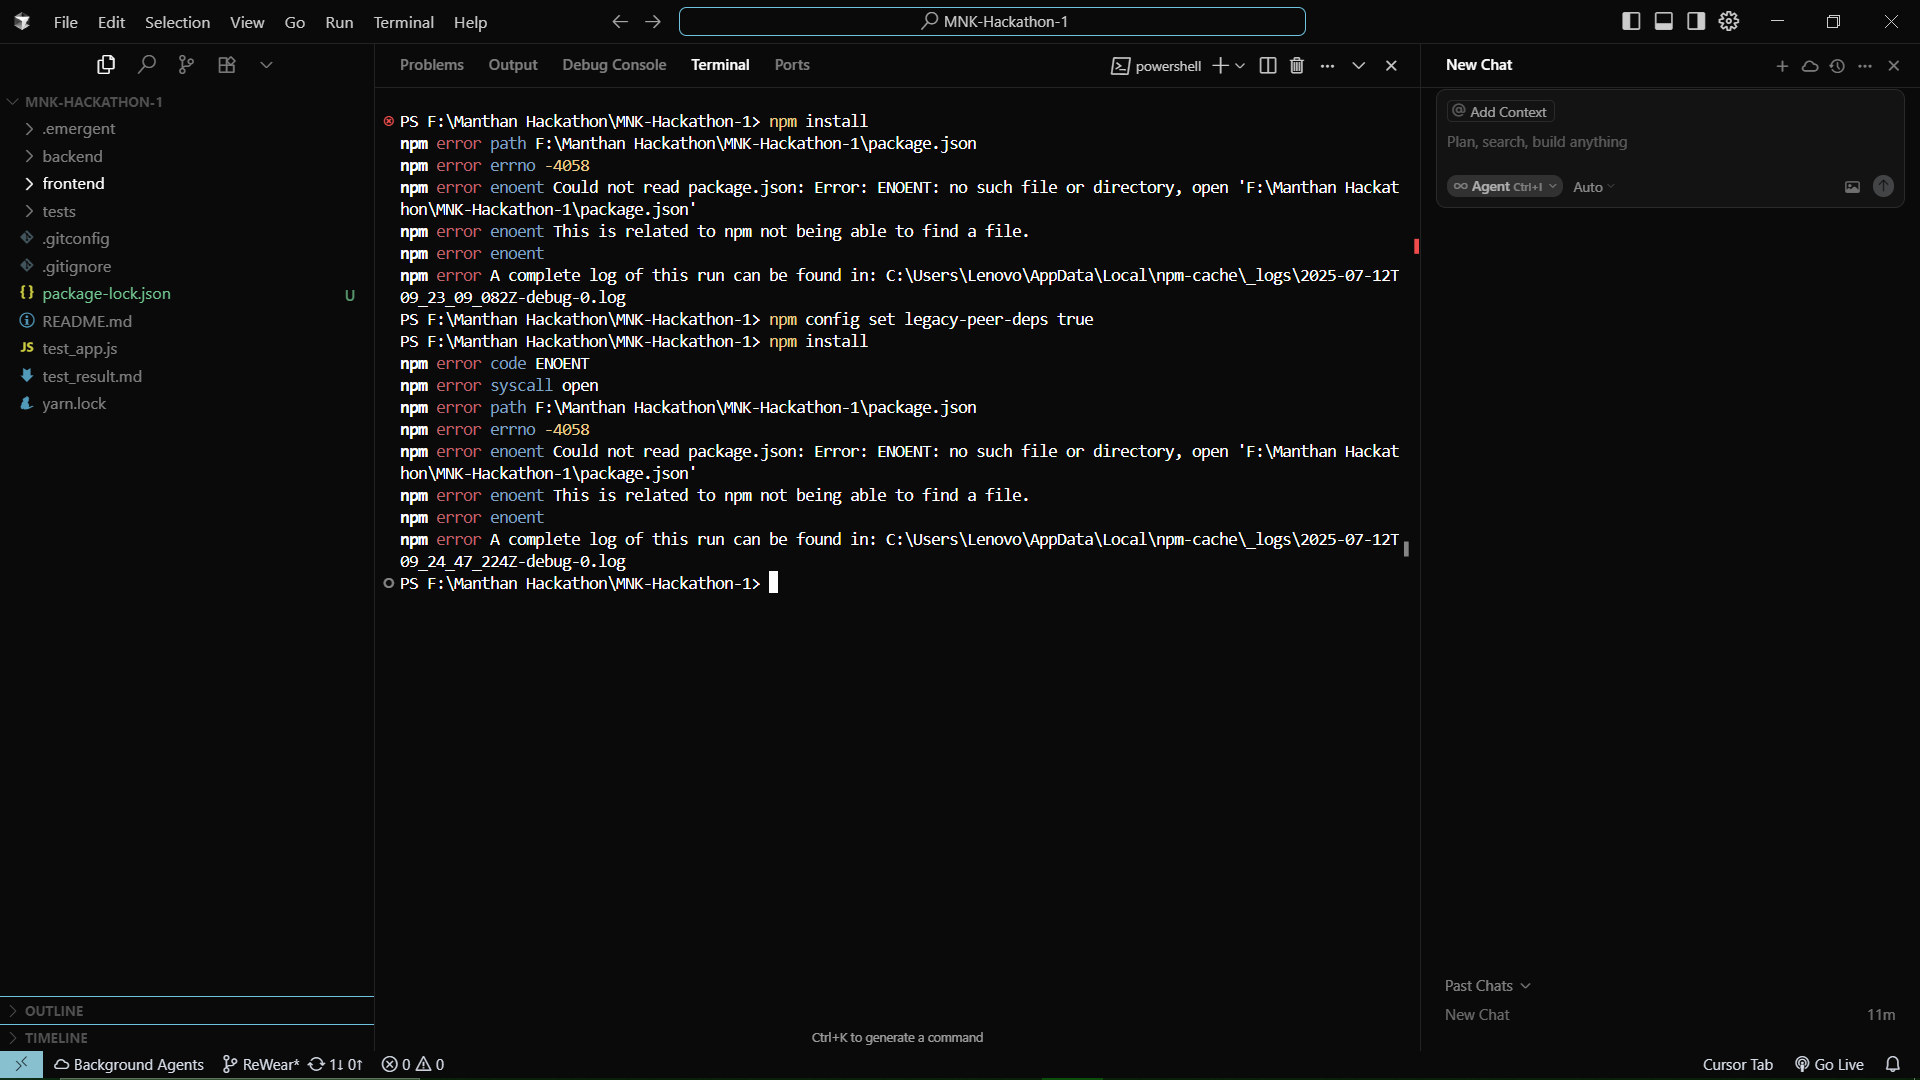 File Edit Selection View Go Run Terminal Help
MNK-Hackathon-1
Problems Output Debug Console Terminal Ports
powershell
New Chat
MNK-HACKATHON-1
.emergent
backend
frontend
tests
.gitconfig
.gitignore
{} package-lock.json U
README.md
JS test_app.js
test_result.md
yarn.lock
OUTLINE
TIMELINE
PS F:\Manthan Hackathon\MNK-Hackathon-1> npm install
npm error path F:\Manthan Hackathon\MNK-Hackathon-1\package.json
npm error errno -4058
npm error enoent Could not read package.json: Error: ENOENT: no such file or directory, open 'F:\Manthan Hackat
hon\MNK-Hackathon-1\package.json'
npm error enoent This is related to npm not being able to find a file.
npm error enoent
npm error A complete log of this run can be found in: C:\Users\Lenovo\AppData\Local\npm-cache\_logs\2025-07-12T
09_23_09_082Z-debug-0.log
PS F:\Manthan Hackathon\MNK-Hackathon-1> npm config set legacy-peer-deps true
PS F:\Manthan Hackathon\MNK-Hackathon-1> npm install
npm error code ENOENT
npm error syscall open
npm error path F:\Manthan Hackathon\MNK-Hackathon-1\package.json
npm error errno -4058
npm error enoent Could not read package.json: Error: ENOENT: no such file or directory, open 'F:\Manthan Hackat
hon\MNK-Hackathon-1\package.json'
npm error enoent This is related to npm not being able to find a file.
npm error enoent
npm error A complete log of this run can be found in: C:\Users\Lenovo\AppData\Local\npm-cache\_logs\2025-07-12T
09_24_47_224Z-debug-0.log
PS F:\Manthan Hackathon\MNK-Hackathon-1>
Ctrl+K to generate a command
@ Add Context
Plan, search, build anything
∞ Agent Ctrl+I Auto
Past Chats
New Chat 11m
Background Agents ReWear* 1↓ 0↑ 0 0
Cursor Tab Go Live